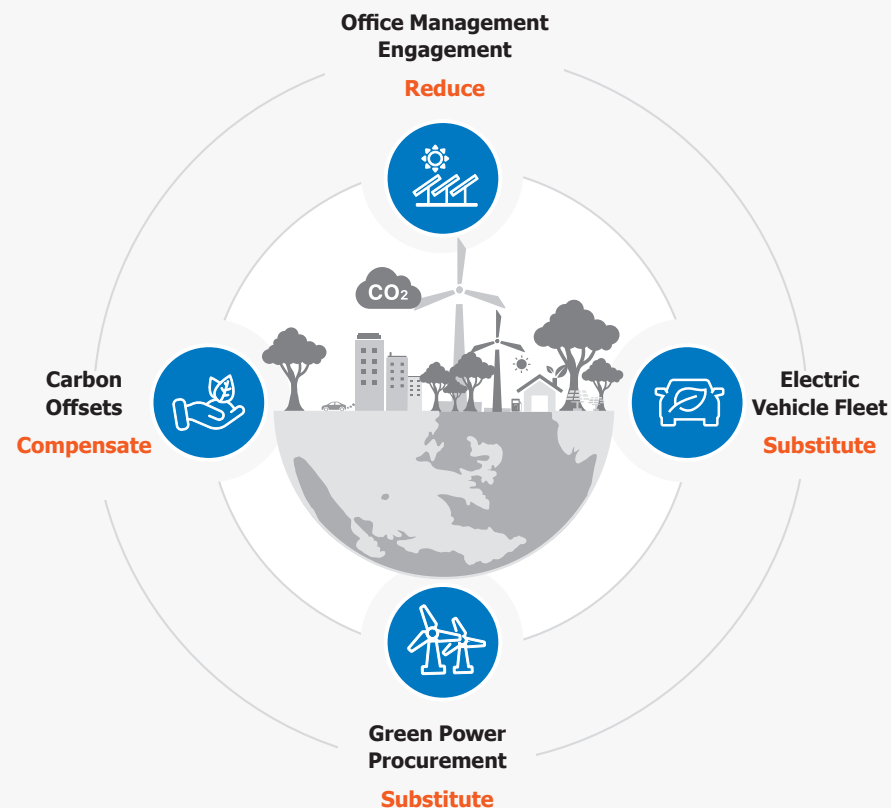 Office Management
Engagement
Reduce
CO₂
Carbon
Offsets
Compensate
Electric
Vehicle Fleet
Substitute
Green Power
Procurement
Substitute